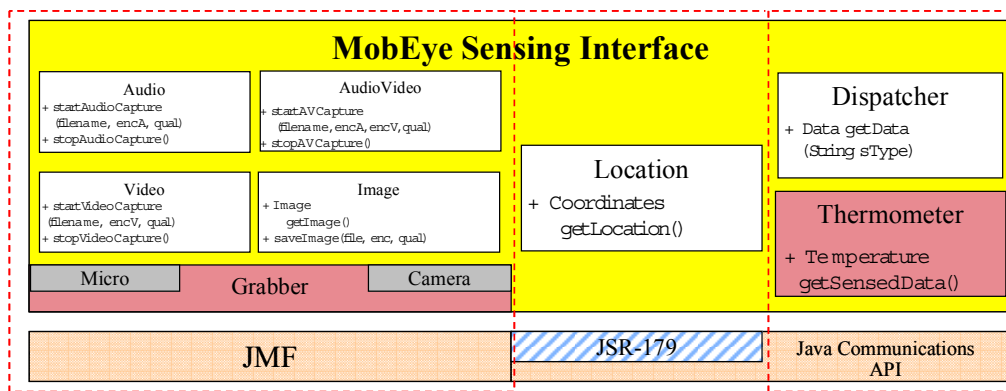 MobEye Sensing Interface
Audio
+ startAudioCapture
(filename, encA, qual)
+ stopAudioCapture()
AudioVideo
+ startAVCapture
(filename,encA,encV,qual)
+ stopAVCapture()
Video
+ startVideoCapture
(filename, encV, qual)
+ stopVideoCapture()
Image
+ Image
getImage()
+ saveImage(file, enc, qual)
Micro
Grabber
Camera
Location
+ Coordinates
getLocation()
Dispatcher
+ Data getData
(String sType)
Thermometer
+ Temperature
getSensedData()
JMF
JSR-179
Java Communications
API